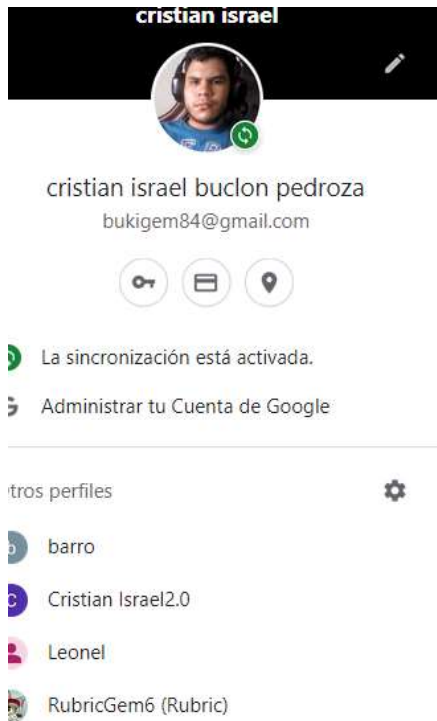 cristian israel
cristian israel buclon pedroza
bukigem84@gmail.com
La sincronización está activada.
Administrar tu Cuenta de Google
tros perfiles
barro
C Cristian Israel2.0
Leonel
RubricGem6 (Rubric)